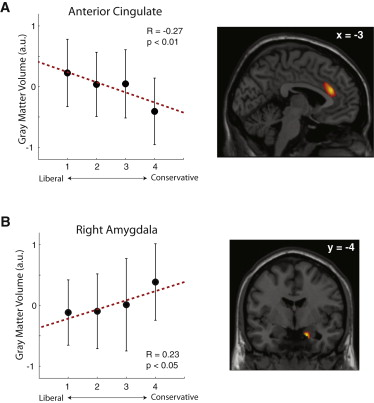 A
Anterior Cingulate
Gray Matter Volume (a.u.)
1
0
-1
R = -0.27
p < 0.01
1 2 3 4
Liberal Conservative
x = -3
B
Right Amygdala
Gray Matter Volume (a.u.)
1
0
-1
R = 0.23
p < 0.05
1 2 3 4
Liberal Conservative
y = -4